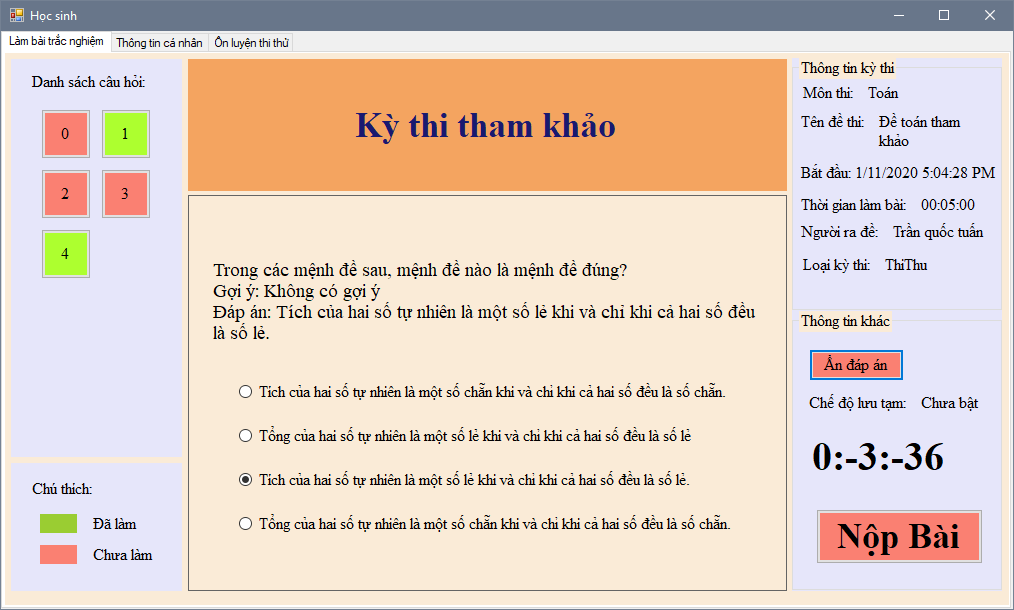 Học sinh
Làm bài trắc nghiệm
Thông tin cá nhân
Ôn luyện thi thử
Danh sách câu hỏi:
0
1
2
3
4
Chú thích:
Đã làm
Chưa làm
Kỳ thi tham khảo
Trong các mệnh đề sau, mệnh đề nào là mệnh đề đúng?
Gợi ý: Không có gợi ý
Đáp án: Tích của hai số tự nhiên là một số lẻ khi và chỉ khi cả hai số đều
là số lẻ.
Tích của hai số tự nhiên là một số chẵn khi và chỉ khi cả hai số đều là số chẵn.
Tổng của hai số tự nhiên là một số lẻ khi và chỉ khi cả hai số đều là số lẻ
Tích của hai số tự nhiên là một số lẻ khi và chỉ khi cả hai số đều là số lẻ.
Tổng của hai số tự nhiên là một số chẵn khi và chỉ khi cả hai số đều là số chẵn.
Thông tin kỳ thi
Môn thi: Toán
Tên đề thi: Đề toán tham
khảo
Bắt đầu: 1/11/2020 5:04:28 PM
Thời gian làm bài: 00:05:00
Người ra đề: Trần quốc tuấn
Loại kỳ thi: ThiThu
Thông tin khác
Ẩn đáp án
Chế độ lưu tạm: Chưa bật
0:-3:-36
Nộp Bài